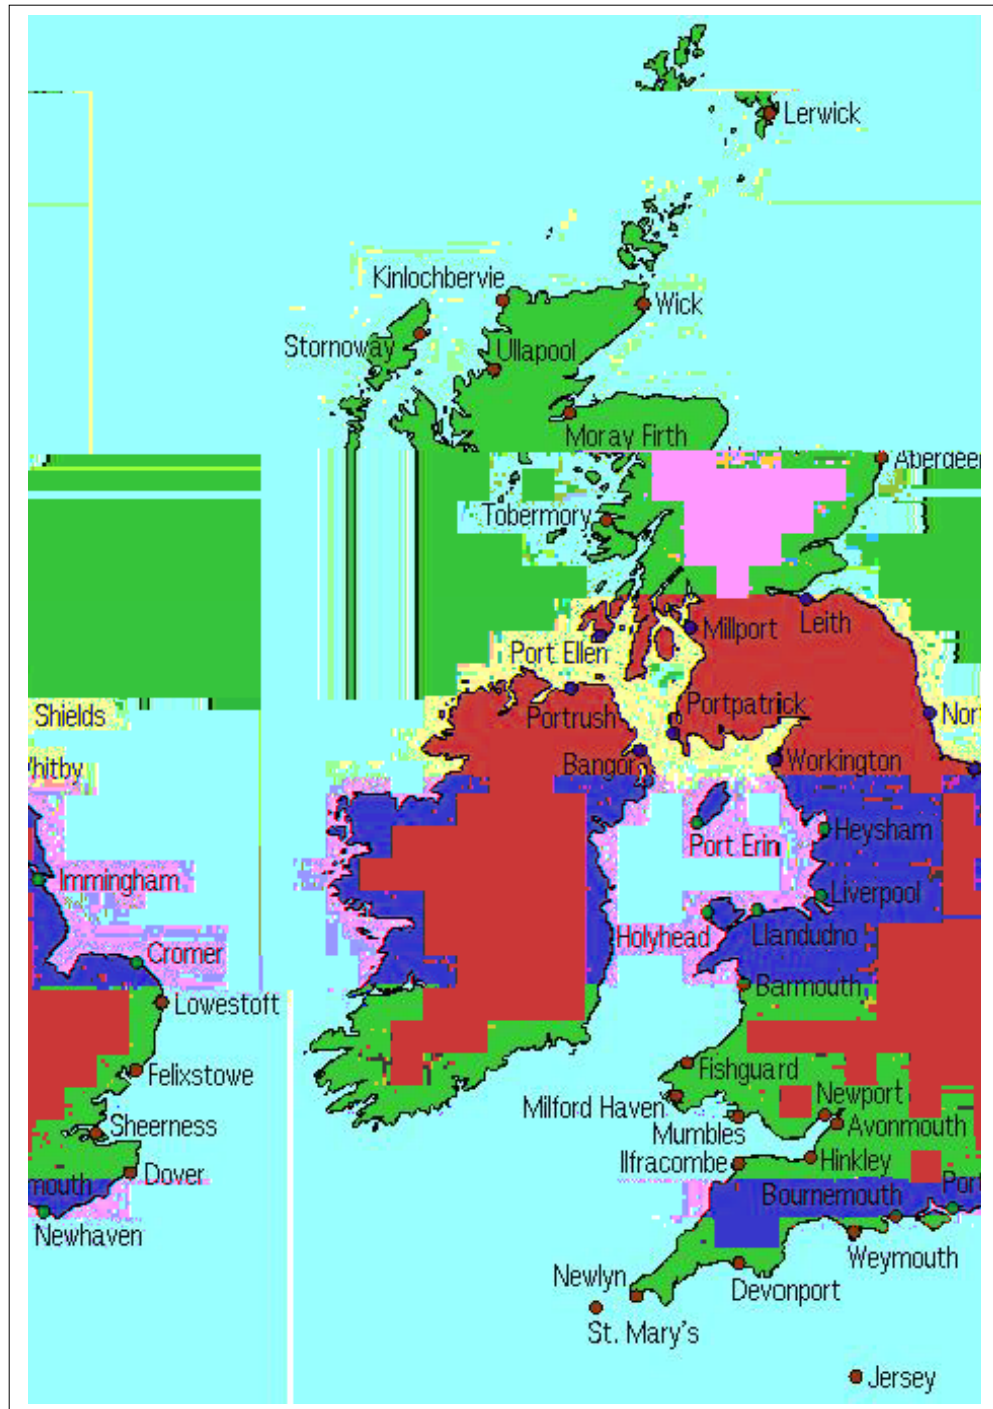 Lerwick
Kinlochbervie
Wick
Stornoway
Ullapool
Moray Firth
Tobermory
Leith
Millport
Port Ellen
Portpatrick
Shields
Portrush
Bangor
Workington
Heysham
Port Erin
Immingham
Liverpool
Holyhead
Llandudno
Cromer
Barmouth
Lowestoft
Fishguard
Felixstowe
Milford Haven
Newport
Mumbles
Avonmouth
Sheerness
Ilfracombe
Hinkley
Dover
mouth
Bournemouth
Port
Newhaven
Weymouth
Newlyn
Devonport
St. Mary's
Jersey